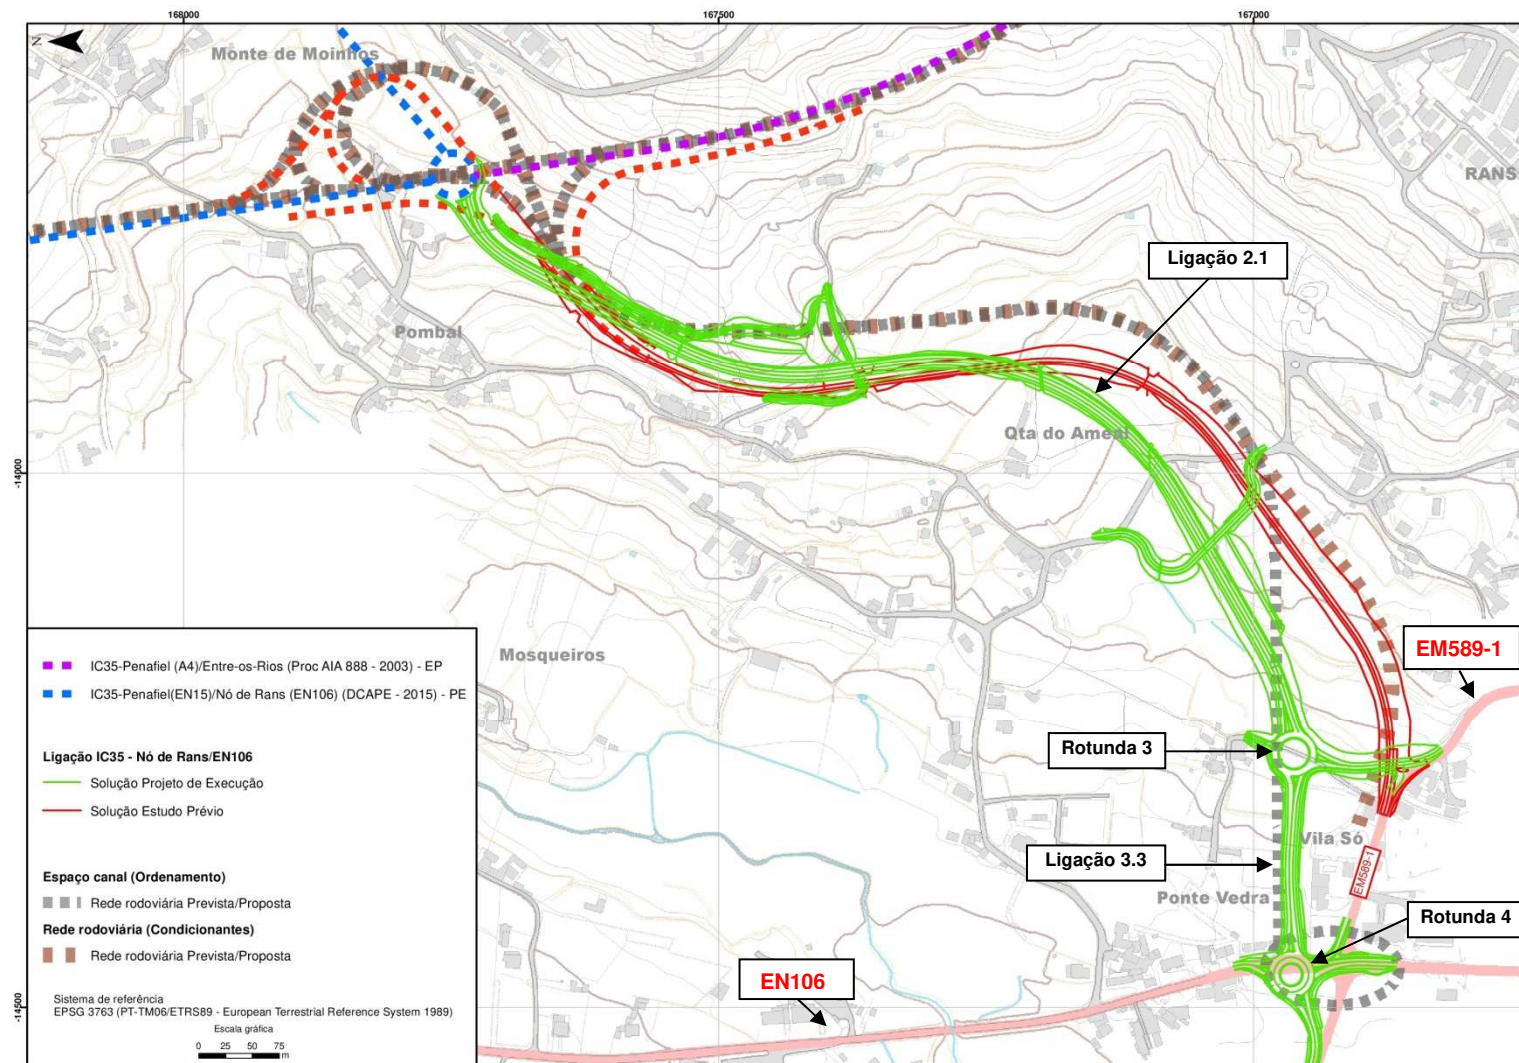 168000
167500
167000
N
Monte de Moinhos
RANS
Ligação 2.1
Pombal
Qta do Ameal
-14000
Mosqueiros
EM589-1
IC35-Penafiel (A4)/Entre-os-Rios (Proc AIA 888 - 2003) - EP
IC35-Penafiel(EN15)/Nó de Rans (EN106) (DCAPE - 2015) - PE
Ligação IC35 - Nó de Rans/EN106
Solução Projeto de Execução
Solução Estudo Prévio
Rotunda 3
Vila Só
Ligação 3.3
EM589-1
Ponte Vedra
Rotunda 4
Espaço canal (Ordenamento)
Rede rodoviária Prevista/Proposta
Rede rodoviária (Condicionantes)
Rede rodoviária Prevista/Proposta
EN106
Sistema de referência
EPSG 3763 (PT-TM06/ETRS89 - European Terrestrial Reference System 1989)
-14500
Escala gráfica
0 25 50 75
m